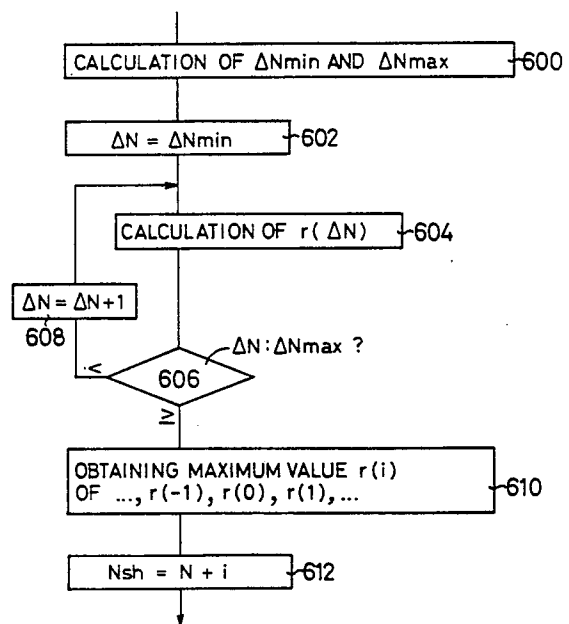 CALCULATION OF ΔNmin AND ΔNmax
600
ΔN = ΔNmin
602
CALCULATION OF r(ΔN)
604
ΔN = ΔN+1
608
ΔN:ΔNmax ?
<
606
≥
OBTAINING MAXIMUM VALUE r(i)
OF ..., r(-1), r(0), r(1), ...
610
Nsh = N + i
612